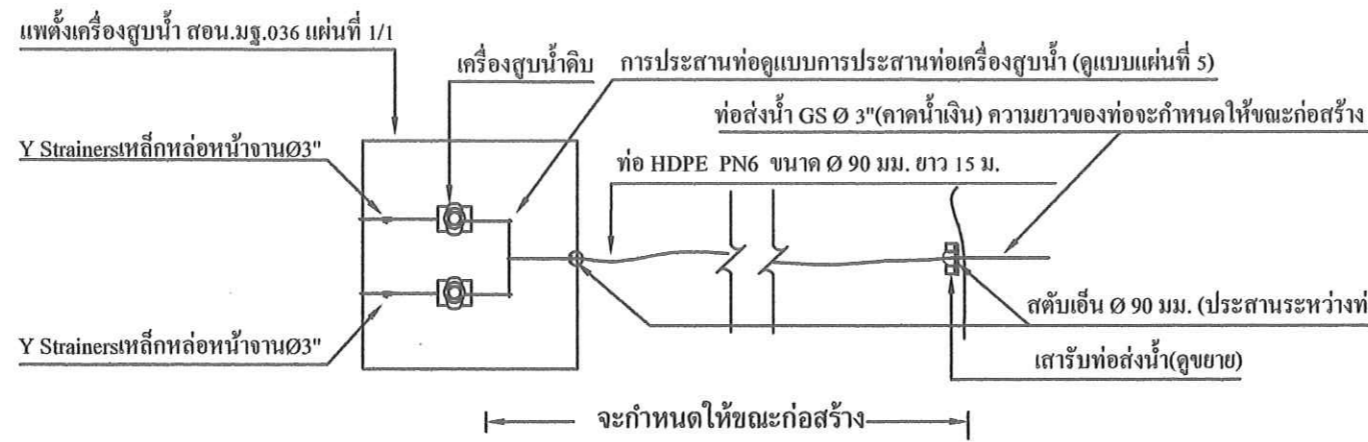 แพตั้งเครื่องสูบน้ำ สอน.มฐ.036 แผ่นที่ 1/1
เครื่องสูบน้ำดิบ
การประสานท่อดูแบบการประสานท่อเครื่องสูบน้ำ (ดูแบบแผ่นที่ 5)
ท่อส่งน้ำ GS Ø 3"(คาดน้ำเงิน) ความยาวของท่อจะกำหนดให้ขณะก่อสร้าง
Y Strainersเหล็กหล่อหน้าจานØ3"
ท่อ HDPE PN6 ขนาด Ø 90 มม. ยาว 15 ม.
สตับเอ็น Ø 90 มม. (ประสานระหว่างท่
Y Strainersเหล็กหล่อหน้าจานØ3"
เสารับท่อส่งน้ำ(ดูขยาย)
จะกำหนดให้ขณะก่อสร้าง